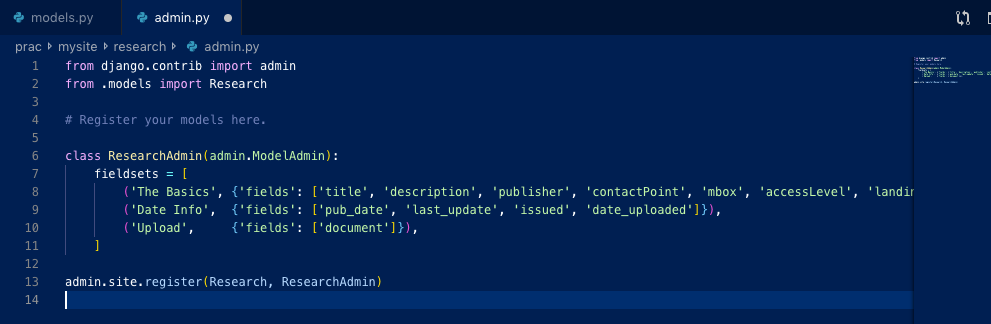 models.py admin.py
prac mysite research admin.py
1 from django.contrib import admin
2 from .models import Research
3
4 # Register your models here.
5
6 class ResearchAdmin(admin.ModelAdmin):
7 fieldsets = [
8 ('The Basics', {'fields': ['title', 'description', 'publisher', 'contactPoint', 'mbox', 'accessLevel', 'landin
9 ('Date Info', {'fields': ['pub_date', 'last_update', 'issued', 'date_uploaded']}),
10 ('Upload', {'fields': ['document']}),
11 ]
12
13 admin.site.register(Research, ResearchAdmin)
14